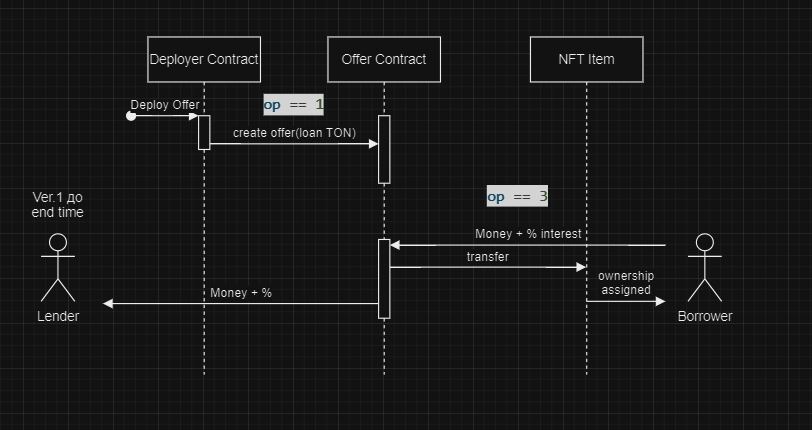 Deployer Contract
Offer Contract
NFT Item
Deploy Offer
op == 1
create offer(loan TON)
Ver.1 до
end time
op == 3
Money + % interest
transfer
ownership
assigned
Money + %
Lender
Borrower